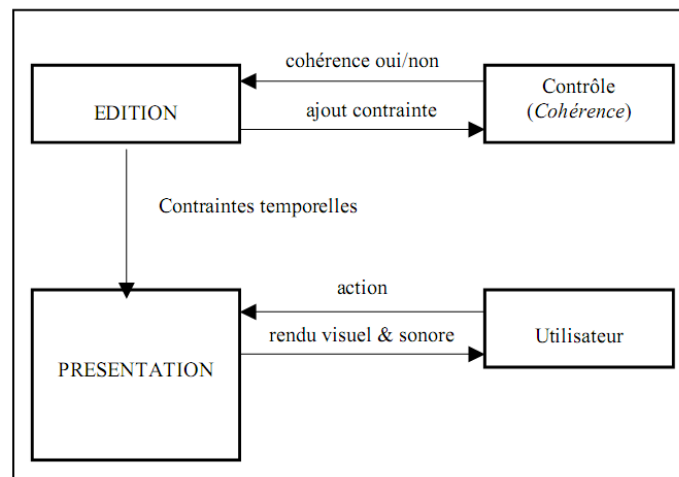 cohérence oui/non
EDITION
Contrôle
(Cohérence)
ajout contrainte
Contraintes temporelles
action
PRESENTATION
rendu visuel & sonore
Utilisateur